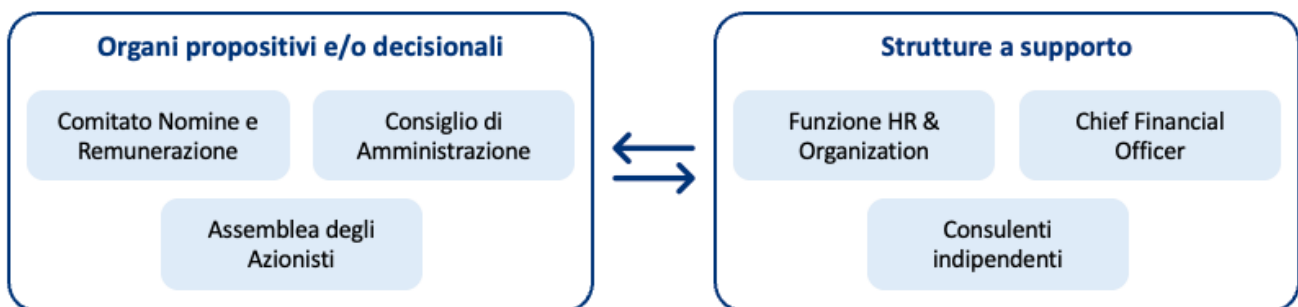 Organi propositivi e/o decisionali
Comitato Nomine e
Remunerazione
Consiglio di
Amministrazione
Assemblea degli
Azionisti
Strutture a supporto
Funzione HR &
Organization
Chief Financial
Officer
Consulenti
indipendenti